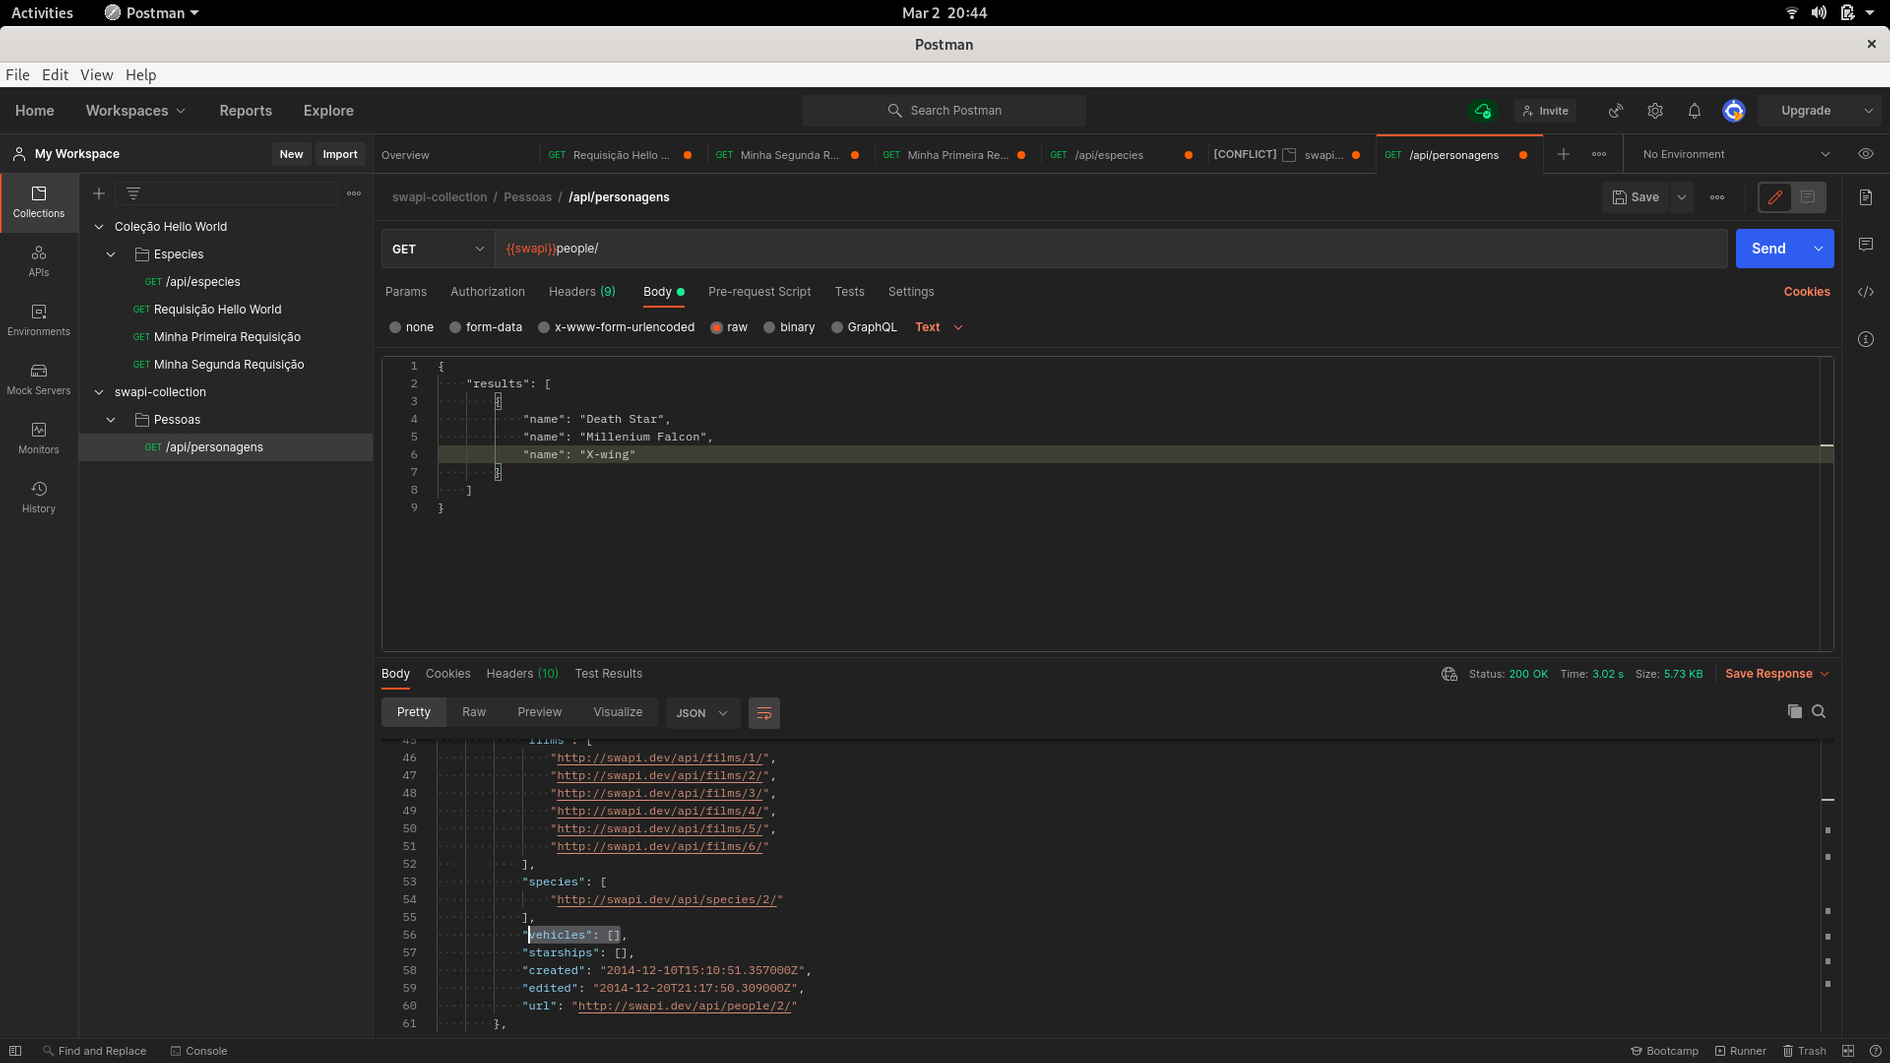 Activities
Postman
Mar 2 20:44
Postman
File Edit View Help
Home Workspaces Reports Explore
Search Postman
Invite
Upgrade
My Workspace
New
Import
Overview
GET Requisição Hello ...
GET Minha Segunda R...
GET Minha Primeira Re...
GET /api/especies
[CONFLICT] swapi...
GET /api/personagens
No Environment
Collections
APIs
Environments
Mock Servers
Monitors
History
Coleção Hello World
Especies
GET /api/especies
GET Requisição Hello World
GET Minha Primeira Requisição
GET Minha Segunda Requisição
swapi-collection
Pessoas
GET /api/personagens
swapi-collection / Pessoas / /api/personagens
Save
GET {{swapi}}people/
Send
Params Authorization Headers (9) Body Pre-request Script Tests Settings
Cookies
none form-data x-www-form-urlencoded raw binary GraphQL Text
1 {
2 "results": [
3 {
4 "name": "Death Star",
5 "name": "Millenium Falcon",
6 "name": "X-wing"
7 }
8 ]
9 }
Body Cookies Headers (10) Test Results
Status: 200 OK Time: 3.02 s Size: 5.73 KB
Save Response
Pretty Raw Preview Visualize JSON
45 "films": [
46 "http://swapi.dev/api/films/1/",
47 "http://swapi.dev/api/films/2/",
48 "http://swapi.dev/api/films/3/",
49 "http://swapi.dev/api/films/4/",
50 "http://swapi.dev/api/films/5/",
51 "http://swapi.dev/api/films/6/"
52 ],
53 "species": [
54 "http://swapi.dev/api/species/2/"
55 ],
56 "vehicles": [],
57 "starships": [],
58 "created": "2014-12-10T15:10:51.357000Z",
59 "edited": "2014-12-20T21:17:50.309000Z",
60 "url": "http://swapi.dev/api/people/2/"
61 },
Find and Replace
Console
Bootcamp
Runner
Trash